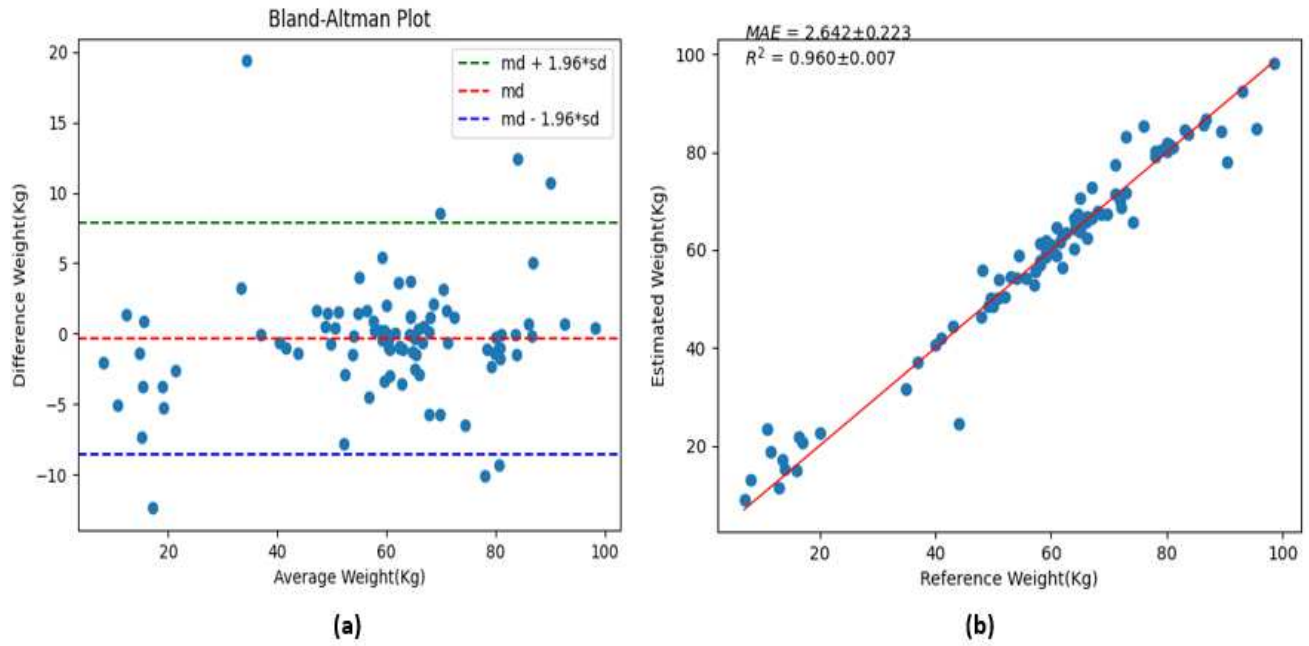 Bland-Altman Plot
md + 1.96*sd
md
md - 1.96*sd
20
15
10
5
0
−5
−10
Difference Weight(Kg)
20
40
60
80
100
Average Weight(Kg)
(a)
MAE = 2.642±0.223
R² = 0.960±0.007
100
80
60
40
20
Estimated Weight(Kg)
20
40
60
80
100
Reference Weight(Kg)
(b)